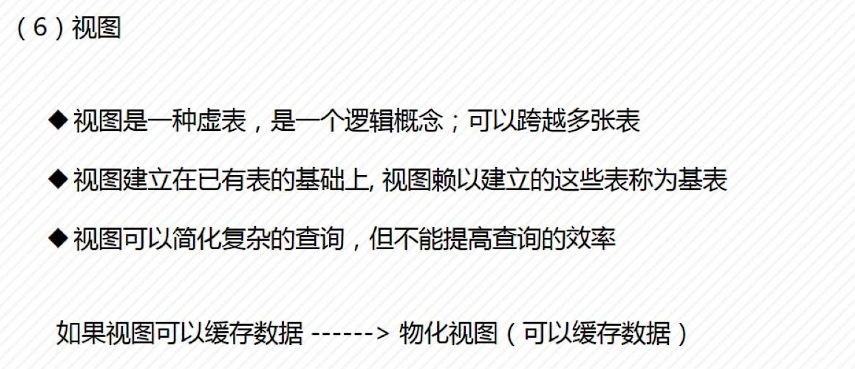 （6）视图
◆ 视图是一种虚表，是一个逻辑概念；可以跨越多张表
◆ 视图建立在已有表的基础上, 视图赖以建立的这些表称为基表
◆ 视图可以简化复杂的查询，但不能提高查询的效率
如果视图可以缓存数据 ------> 物化视图（可以缓存数据）